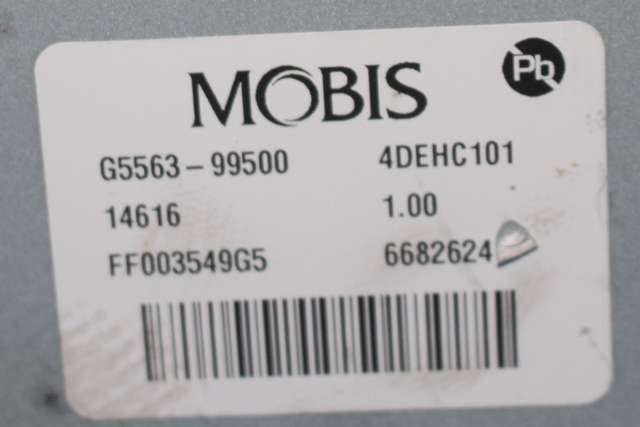 MOBIS
Pb
G5563-99500 4DEHC101
14616 1.00
FF003549G5 6682624